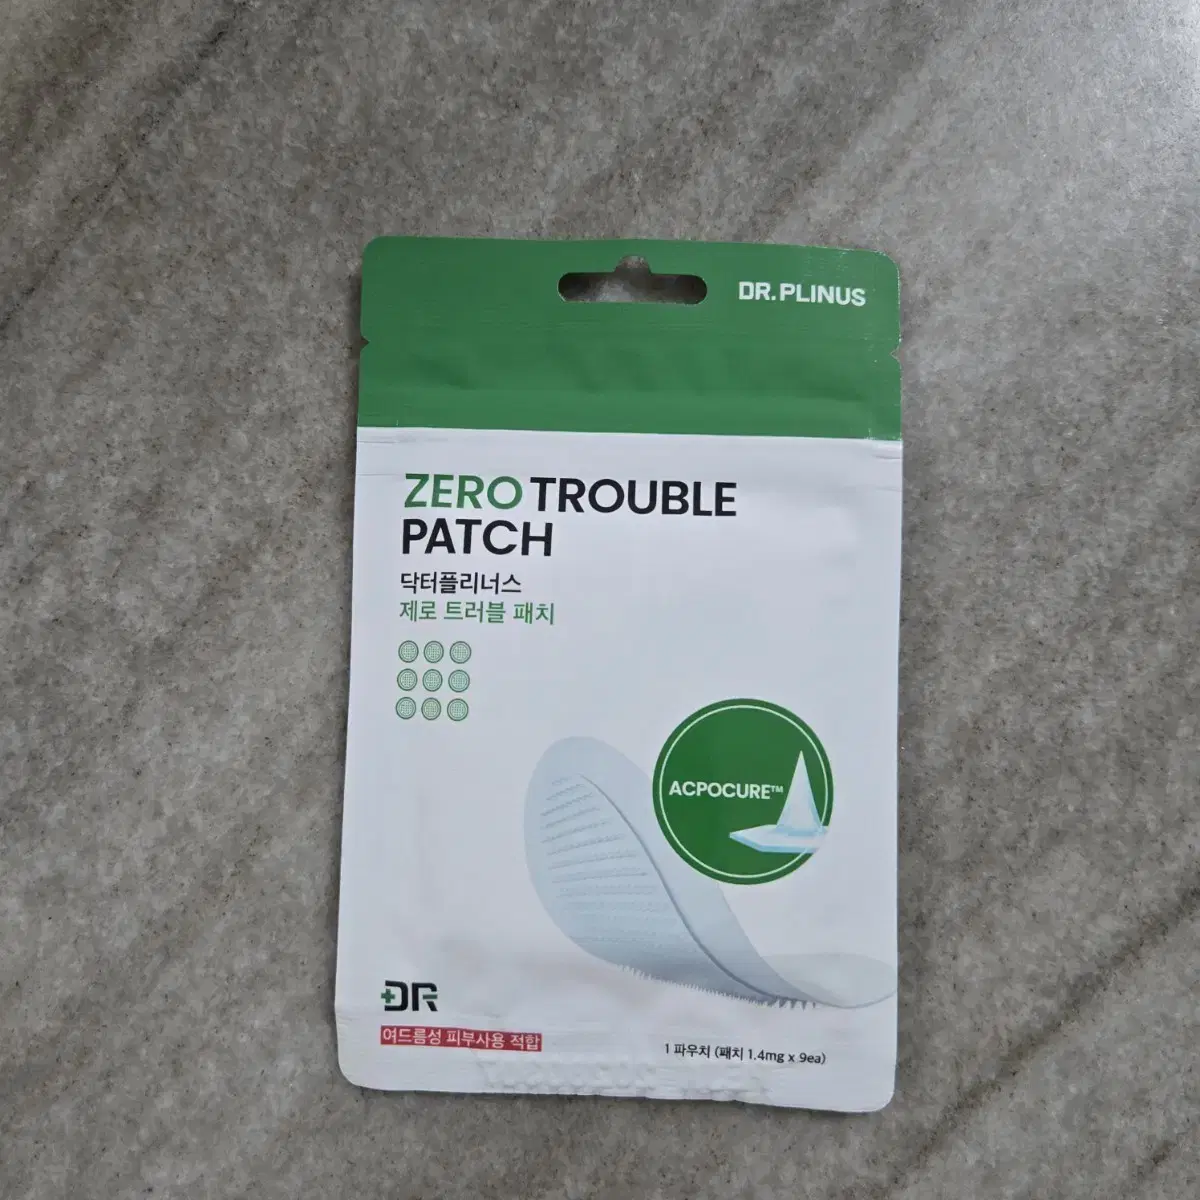 DR. PLINUS
ZERO TROUBLE
PATCH
닥터플리너스
제로 트러블 패치
ACPOCURE™
DR
여드름성 피부사용 적합
1 파우치 (패치 1.4mg x 9ea)